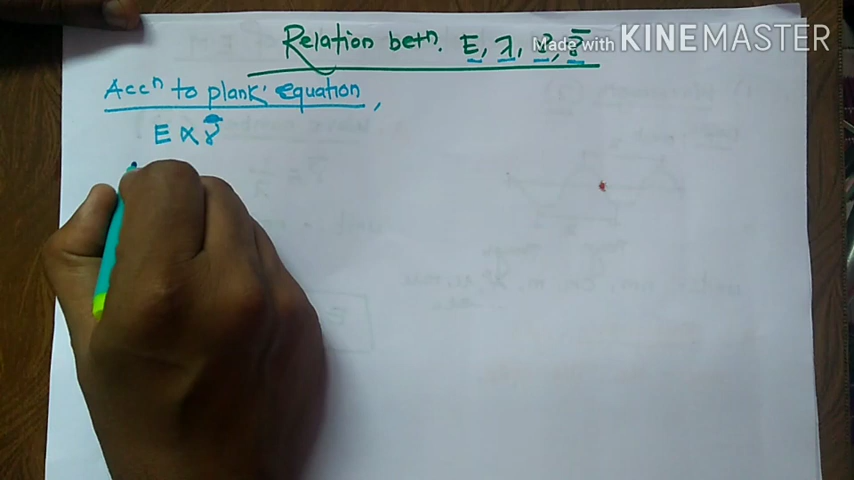 Relation betⁿ. E, λ, ν, ν̅
Made with KINEMASTER
Accⁿ to plank' equation,
E ∝ ν